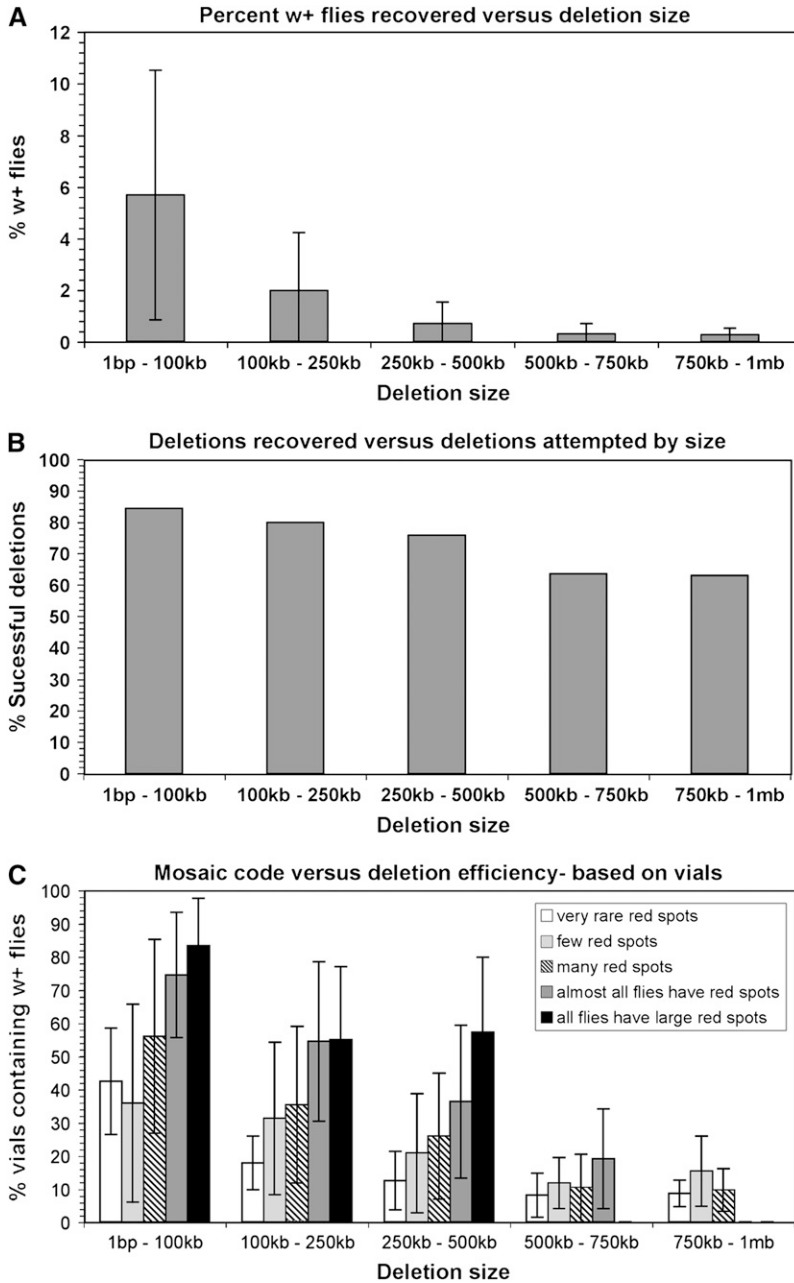 A
Percent w+ flies recovered versus deletion size
12
10
8
6
4
2
0
% w+ flies
1bp - 100kb 100kb - 250kb 250kb - 500kb 500kb - 750kb 750kb - 1mb
Deletion size
B
Deletions recovered versus deletions attempted by size
100
90
80
70
60
50
40
30
20
10
0
% Sucessful deletions
1bp - 100kb 100kb - 250kb 250kb - 500kb 500kb - 750kb 750kb - 1mb
Deletion size
C
Mosaic code versus deletion efficiency- based on vials
100
90
80
70
60
50
40
30
20
10
0
% vials containing w+ flies
very rare red spots
few red spots
many red spots
almost all flies have red spots
all flies have large red spots
1bp - 100kb 100kb - 250kb 250kb - 500kb 500kb - 750kb 750kb - 1mb
Deletion size